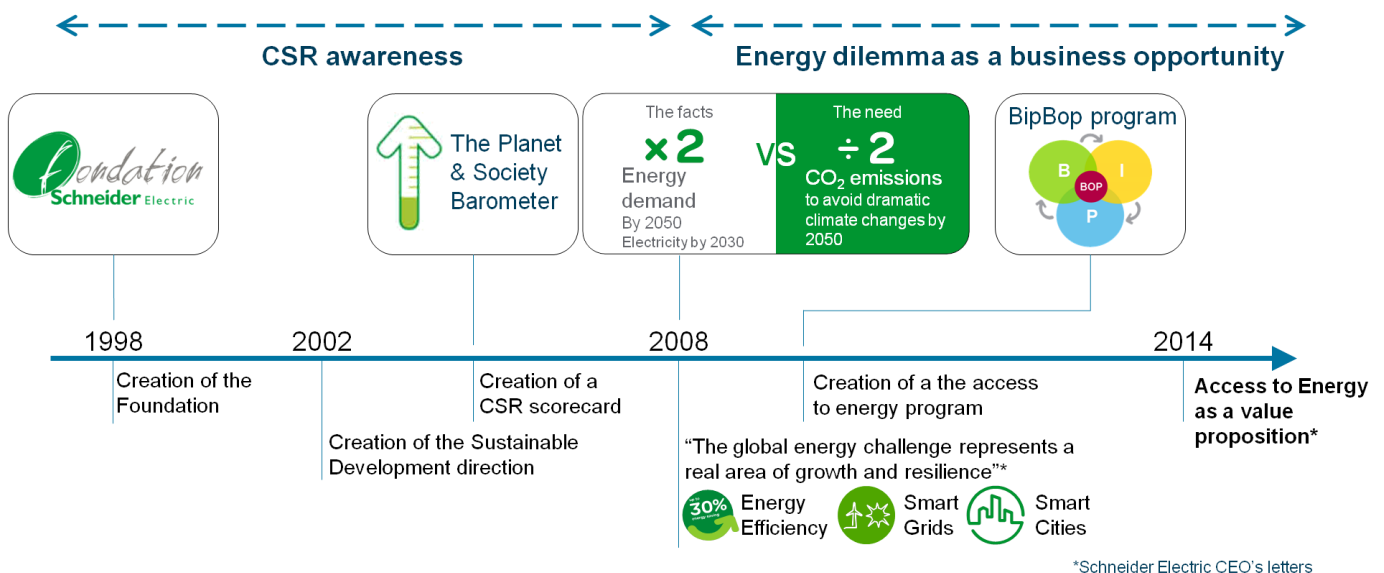 CSR awareness
Energy dilemma as a business opportunity
fondation
Schneider Electric
The Planet
& Society
Barometer
The facts
×2
Energy
demand
By 2050
Electricity by 2030
VS
The need
÷2
CO₂ emissions
to avoid dramatic
climate changes by
2050
BipBop program
B
I
BOP
P
1998
2002
2008
2014
Creation of the
Foundation
Creation of the Sustainable
Development direction
Creation of a
CSR scorecard
Creation of a the access
to energy program
Access to Energy
as a value
proposition*
“The global energy challenge represents a
real area of growth and resilience”*
up to
30%
energy saving
Energy
Efficiency
Smart
Grids
Smart
Cities
*Schneider Electric CEO’s letters